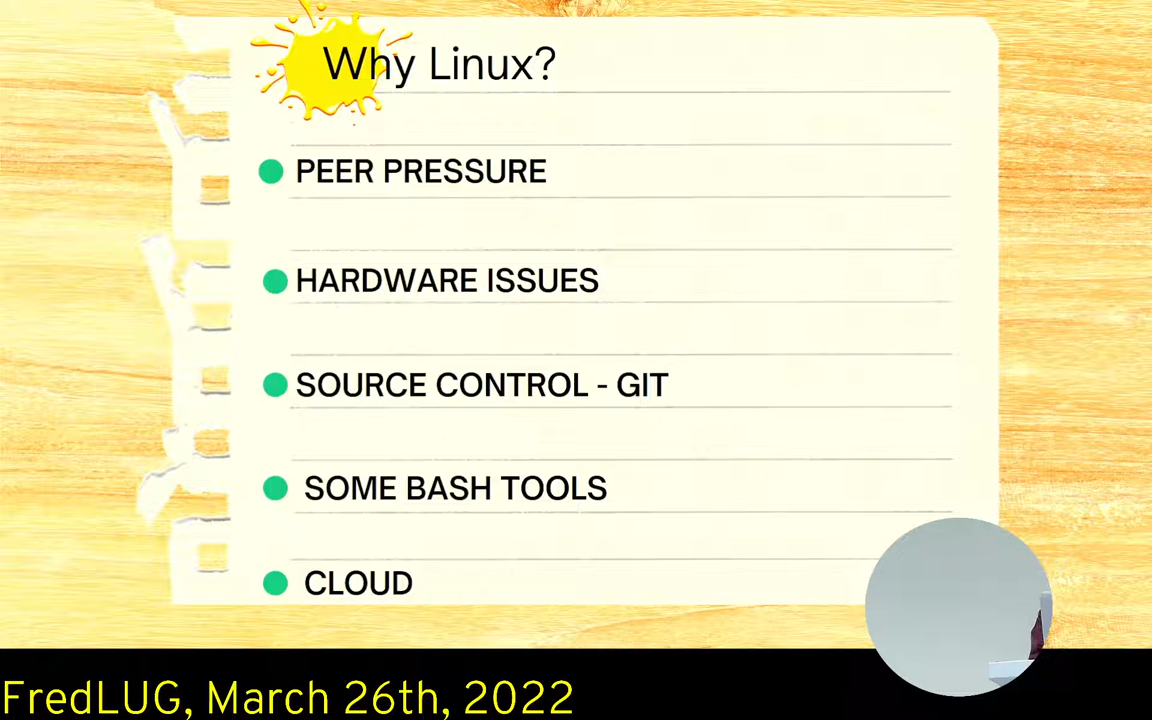 Why Linux?
PEER PRESSURE
HARDWARE ISSUES
SOURCE CONTROL - GIT
SOME BASH TOOLS
CLOUD
FredLUG, March 26th, 2022